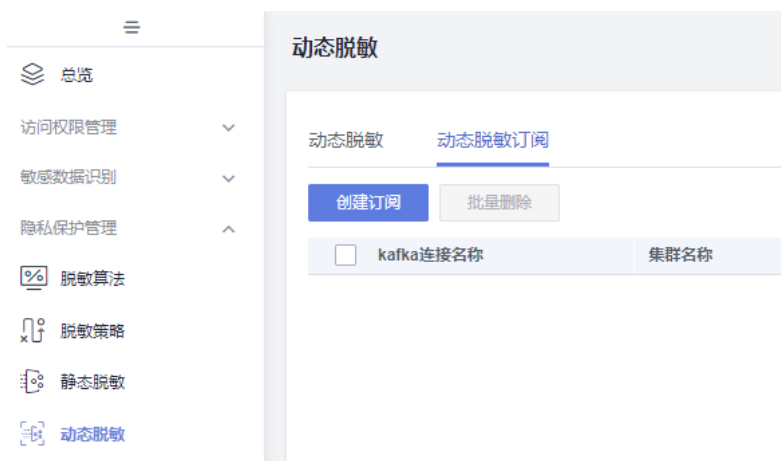 总览
访问权限管理
敏感数据识别
隐私保护管理
脱敏算法
脱敏策略
静态脱敏
动态脱敏
动态脱敏
动态脱敏 动态脱敏订阅
创建订阅 批量删除
kafka连接名称 集群名称